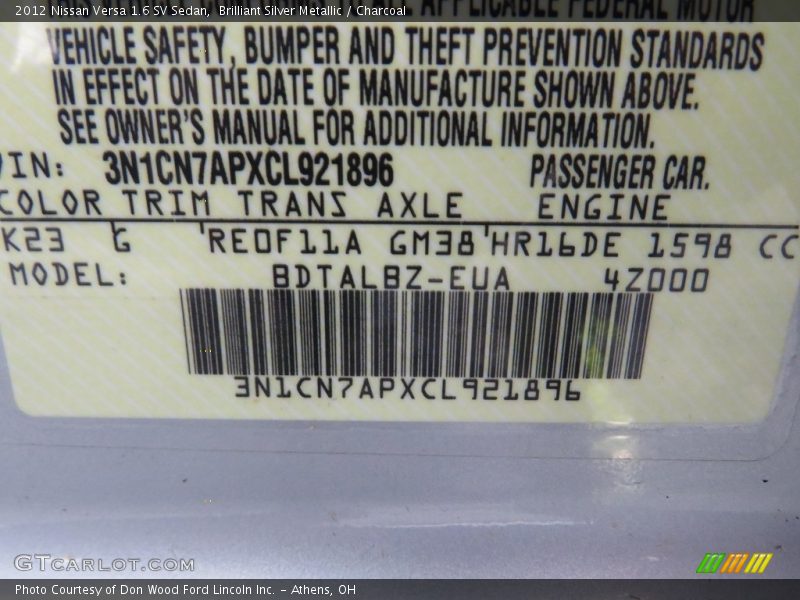 2012 Nissan Versa 1.6 SV Sedan,  Brilliant Silver Metallic / Charcoal
APPLICABLE FEDERAL MOTOR
VEHICLE SAFETY, BUMPER AND THEFT PREVENTION STANDARDS
IN EFFECT ON THE DATE OF MANUFACTURE SHOWN ABOVE.
SEE OWNER'S MANUAL FOR ADDITIONAL INFORMATION.
VIN: 3N1CN7APXCL921896 PASSENGER CAR.
COLOR TRIM TRANS AXLE ENGINE
K23 G RE0F11A GM38 HR16DE 1598 CC
MODEL: BDTALBZ-EUA 4Z000
3N1CN7APXCL921896
GTCARLOT.COM
Photo Courtesy of Don Wood Ford Lincoln Inc. - Athens, OH